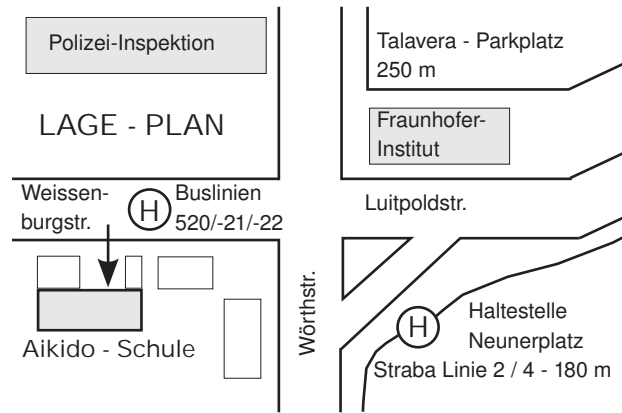 Polizei-Inspektion
Talavera - Parkplatz
250 m
LAGE - PLAN
Fraunhofer-
Institut
Weissen-
burgstr.
H
Buslinien
520/-21/-22
Luitpoldstr.
Wörthstr.
Aikido - Schule
H
Haltestelle
Neunerplatz
Straba Linie 2 / 4 - 180 m